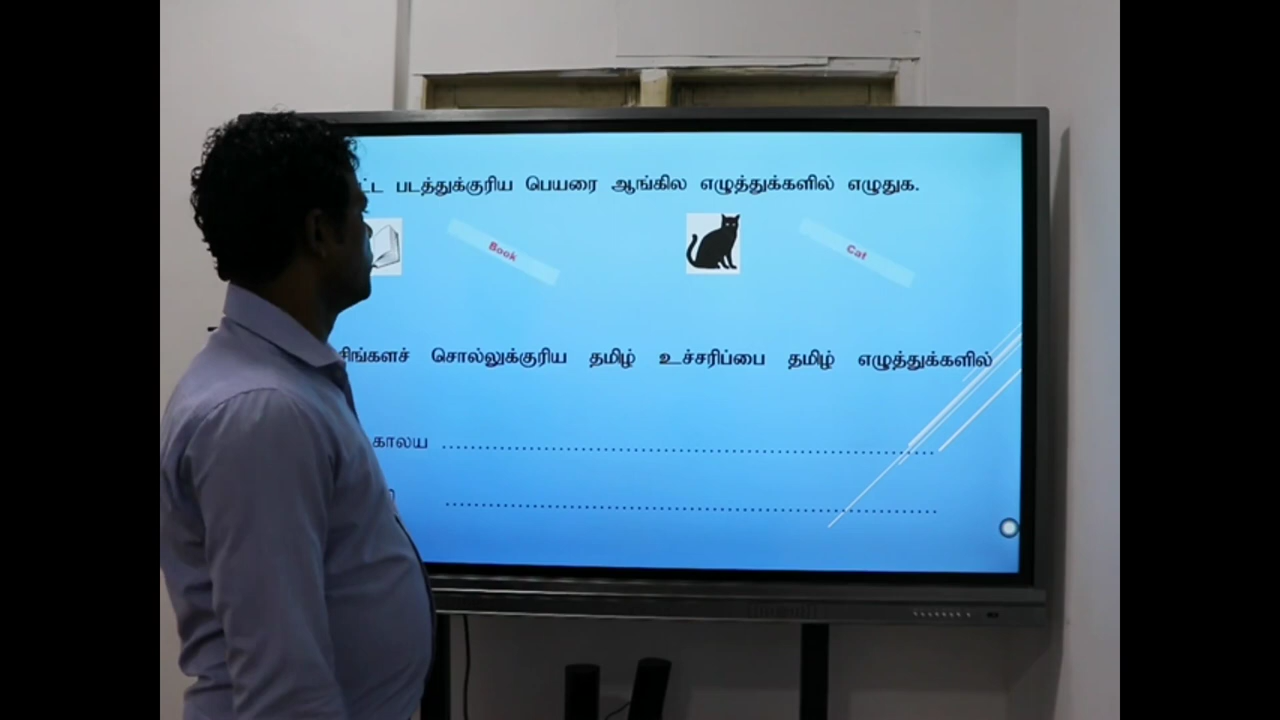 படத்துக்குரிய பெயரை ஆங்கில எழுத்துக்களில் எழுதுக.
Book Cat
சிங்களச் சொல்லுக்குரிய தமிழ் உச்சரிப்பை தமிழ் எழுத்துக்களில்
காலய ........................................................................
........................................................................